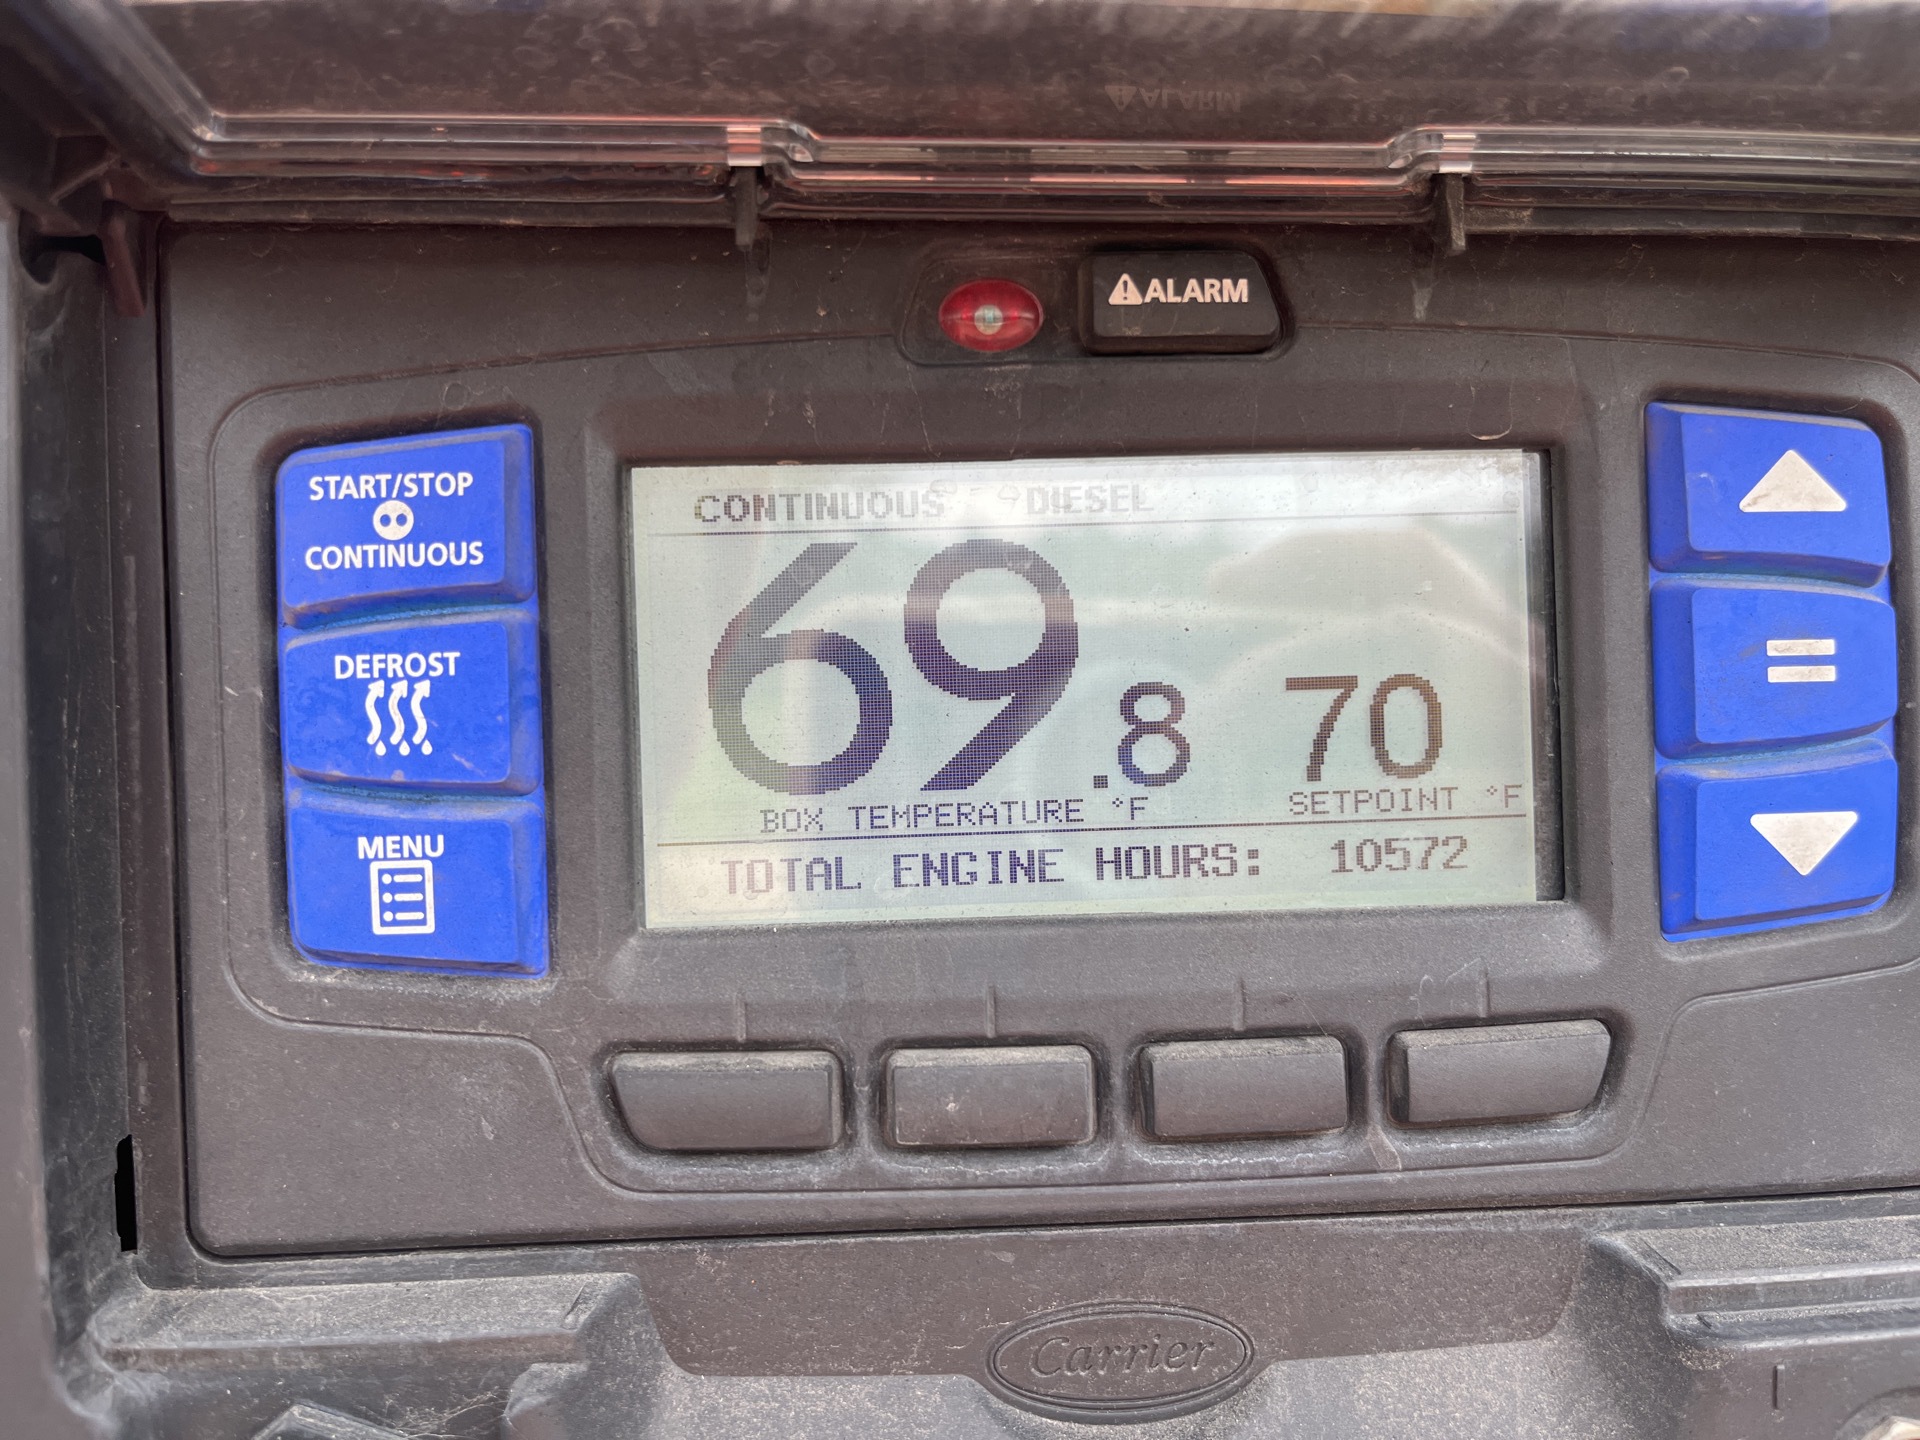 ALARM
START/STOP
CONTINUOUS
DEFROST
MENU
CONTINUOUS - DIESEL
69.8 70
BOX TEMPERATURE °F SETPOINT °F
TOTAL ENGINE HOURS: 10572
Carrier